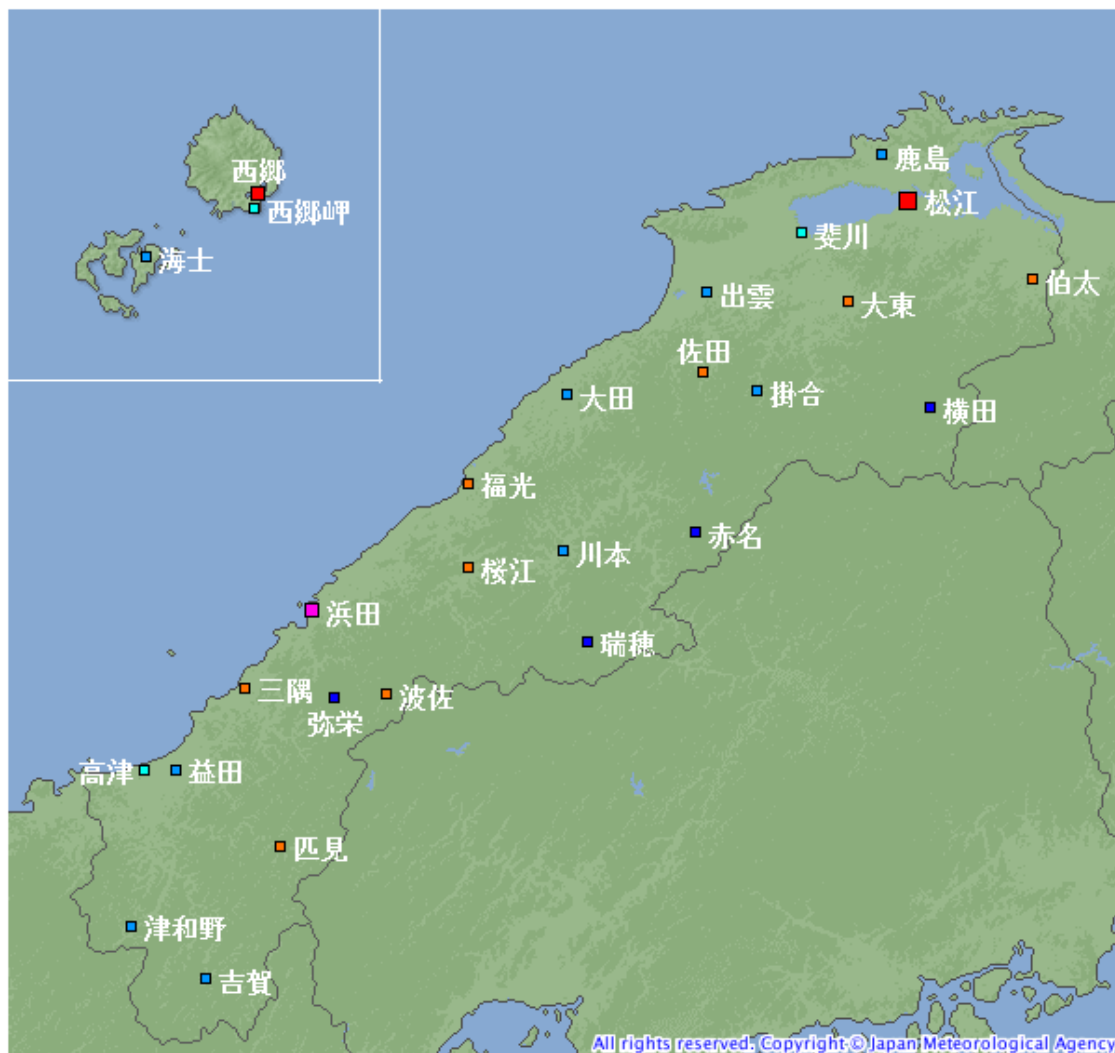 西郷
西郷岬
海士
鹿島
松江
斐川
伯太
出雲
大東
佐田
掛合
大田
横田
福光
赤名
川本
桜江
浜田
瑞穂
三隅
波佐
弥栄
高津
益田
匹見
津和野
吉賀
All rights reserved. Copyright © Japan Meteorological Agency